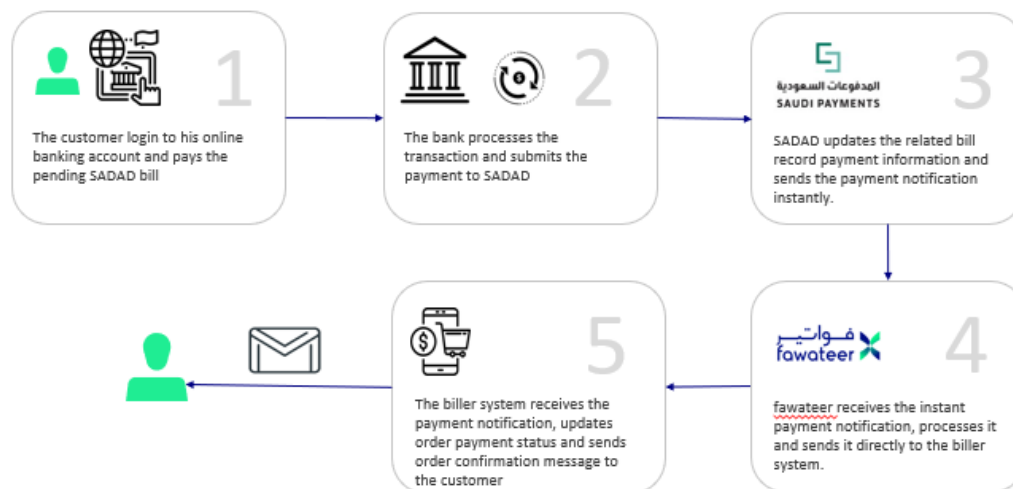 1
The customer login to his online
banking account and pays the
pending SADAD bill
2
The bank processes the
transaction and submits the
payment to SADAD
3
المدفوعات السعودية
SAUDI PAYMENTS
SADAD updates the related bill
record payment information and
sends the payment notification
instantly.
4
فواتير
fawateer
fawateer receives the instant
payment notification, processes it
and sends it directly to the biller
system.
5
$
The biller system receives the
payment notification, updates
order payment status and sends
order confirmation message to
the customer